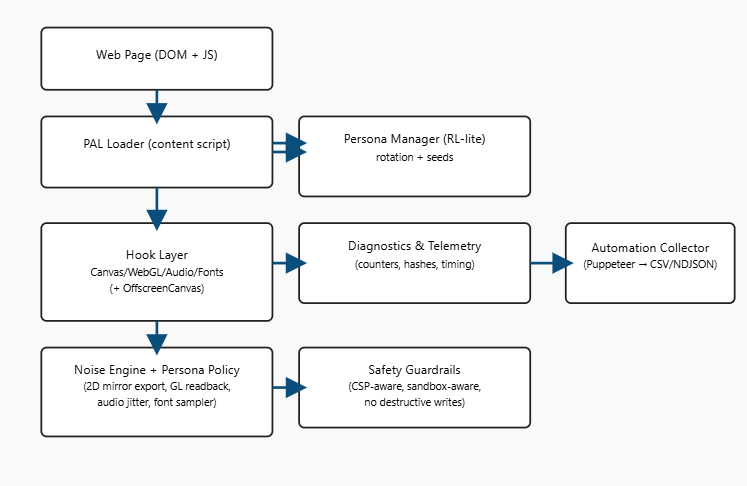 Web Page (DOM + JS)
PAL Loader (content script)
Persona Manager (RL-lite)
rotation + seeds
Hook Layer
Canvas/WebGL/Audio/Fonts
(+ OffscreenCanvas)
Diagnostics & Telemetry
(counters, hashes, timing)
Automation Collector
(Puppeteer → CSV/NDJSON)
Noise Engine + Persona Policy
(2D mirror export, GL readback,
audio jitter, font sampler)
Safety Guardrails
(CSP-aware, sandbox-aware,
no destructive writes)